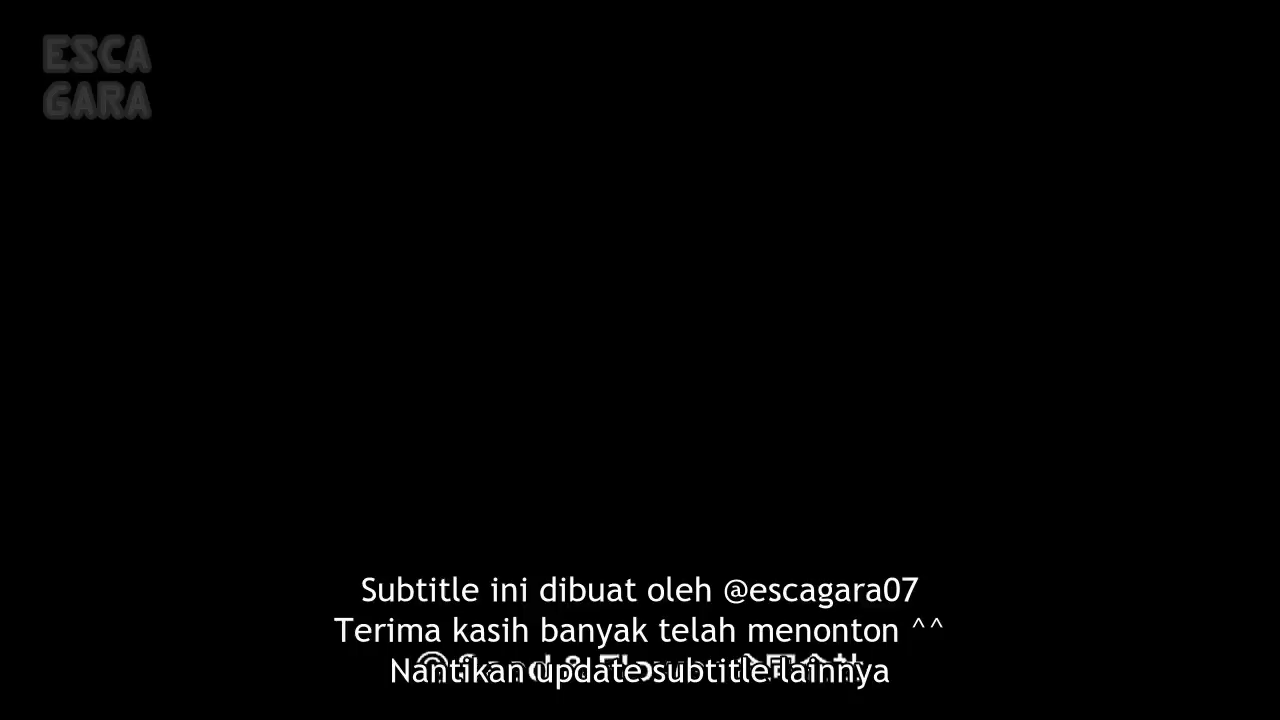 ESCA
GARA
Subtitle ini dibuat oleh @escagara07
Terima kasih banyak telah menonton ^^
Nantikan update subtitle lainnya